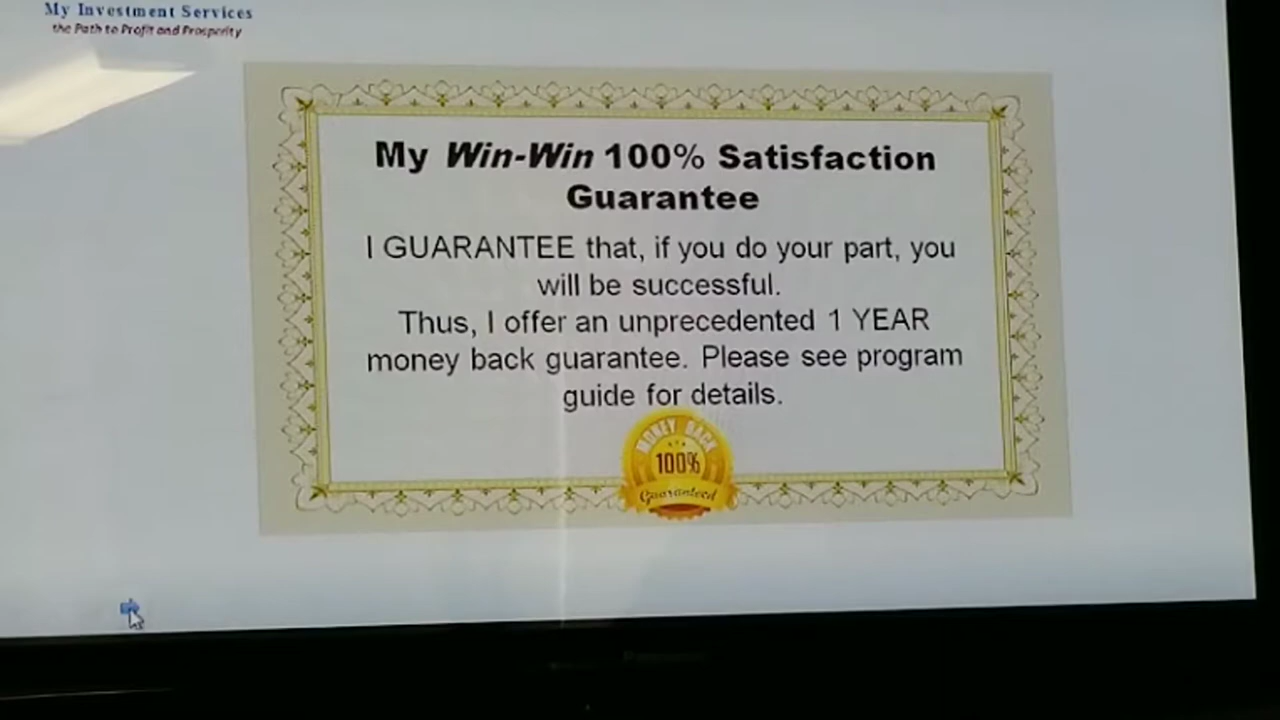 My Investment Services
the Path to Profit and Prosperity
My Win-Win 100% Satisfaction
Guarantee
I GUARANTEE that, if you do your part, you
will be successful.
Thus, I offer an unprecedented 1 YEAR
money back guarantee. Please see program
guide for details.
MONEY BACK
100%
Guaranteed